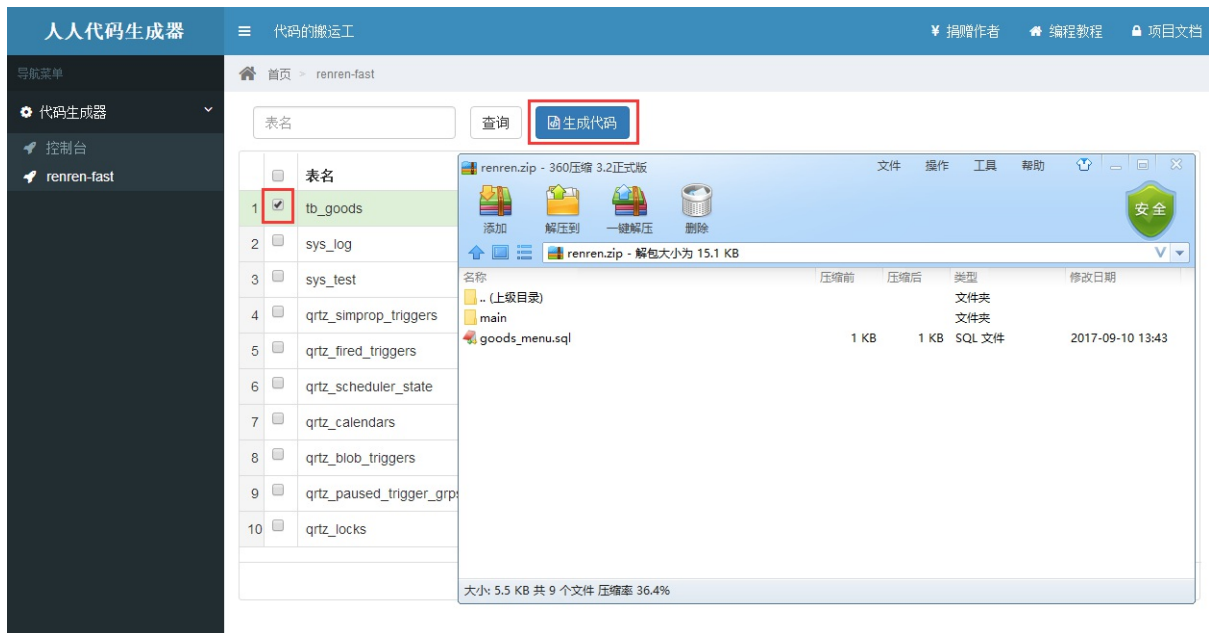 人人代码生成器 代码的搬运工 ¥ 捐赠作者 编程教程 项目文档
导航菜单 首页 > renren-fast
代码生成器 表名 查询 生成代码
控制台
renren-fast
表名
1 tb_goods
2 sys_log
3 sys_test
4 qrtz_simprop_triggers
5 qrtz_fired_triggers
6 qrtz_scheduler_state
7 qrtz_calendars
8 qrtz_blob_triggers
9 qrtz_paused_trigger_grps
10 qrtz_locks
renren.zip - 360压缩 3.2正式版 文件 操作 工具 帮助
添加 解压到 一键解压 删除 安全
renren.zip - 解包大小为 15.1 KB
名称 压缩前 压缩后 类型 修改日期
.. (上级目录) 文件夹
main 文件夹
goods_menu.sql 1 KB 1 KB SQL 文件 2017-09-10 13:43
大小: 5.5 KB 共 9 个文件 压缩率 36.4%